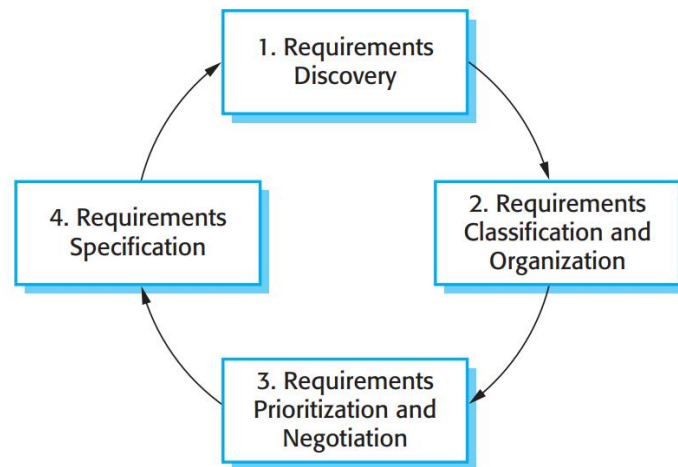 1. Requirements
Discovery
2. Requirements
Classification and
Organization
3. Requirements
Prioritization and
Negotiation
4. Requirements
Specification